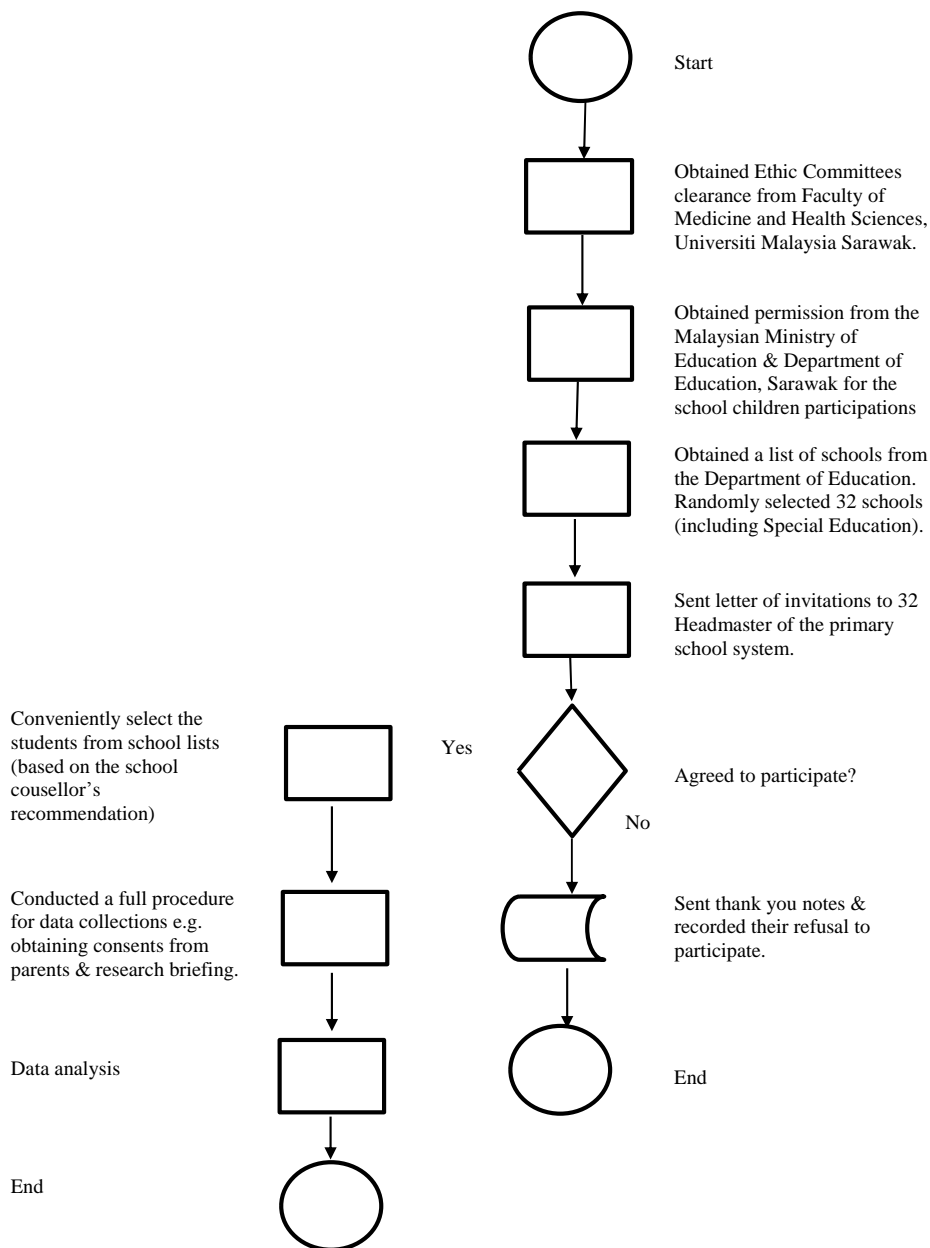 Start
Obtained Ethic Committees
clearance from Faculty of
Medicine and Health Sciences,
Universiti Malaysia Sarawak.
Obtained permission from the
Malaysian Ministry of
Education & Department of
Education, Sarawak for the
school children participations
Obtained a list of schools from
the Department of Education.
Randomly selected 32 schools
(including Special Education).
Sent letter of invitations to 32
Headmaster of the primary
school system.
Agreed to participate?
Yes
No
Sent thank you notes &
recorded their refusal to
participate.
End
Conveniently select the
students from school lists
(based on the school
cousellor’s
recommendation)
Conducted a full procedure
for data collections e.g.
obtaining consents from
parents & research briefing.
Data analysis
End